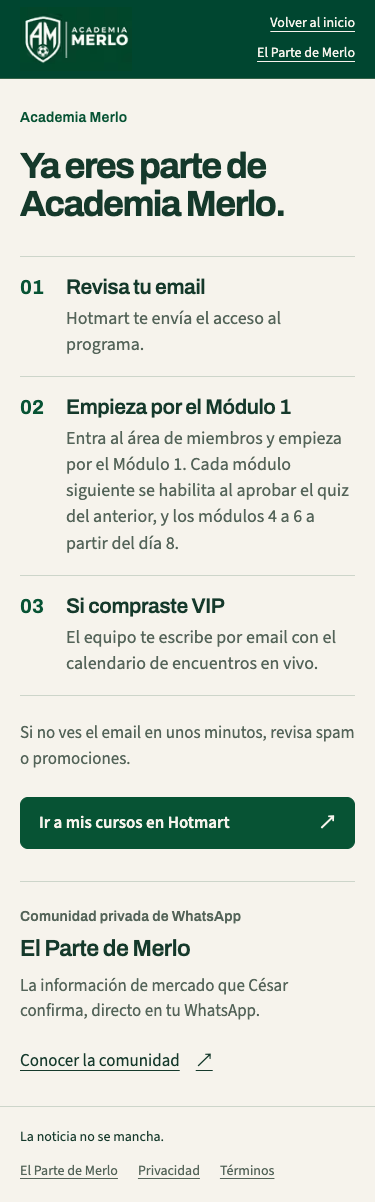 AM
ACADEMIA
MERLO
Volver al inicio
El Parte de Merlo
Academia Merlo
Ya eres parte de
Academia Merlo.
01 Revisa tu email
Hotmart te envía el acceso al
programa.
02 Empieza por el Módulo 1
Entra al área de miembros y empieza
por el Módulo 1. Cada módulo
siguiente se habilita al aprobar el quiz
del anterior, y los módulos 4 a 6 a
partir del día 8.
03 Si compraste VIP
El equipo te escribe por email con el
calendario de encuentros en vivo.
Si no ves el email en unos minutos, revisa spam
o promociones.
Ir a mis cursos en Hotmart ↗
Comunidad privada de WhatsApp
El Parte de Merlo
La información de mercado que César
confirma, directo en tu WhatsApp.
Conocer la comunidad ↗
La noticia no se mancha.
El Parte de Merlo Privacidad Términos